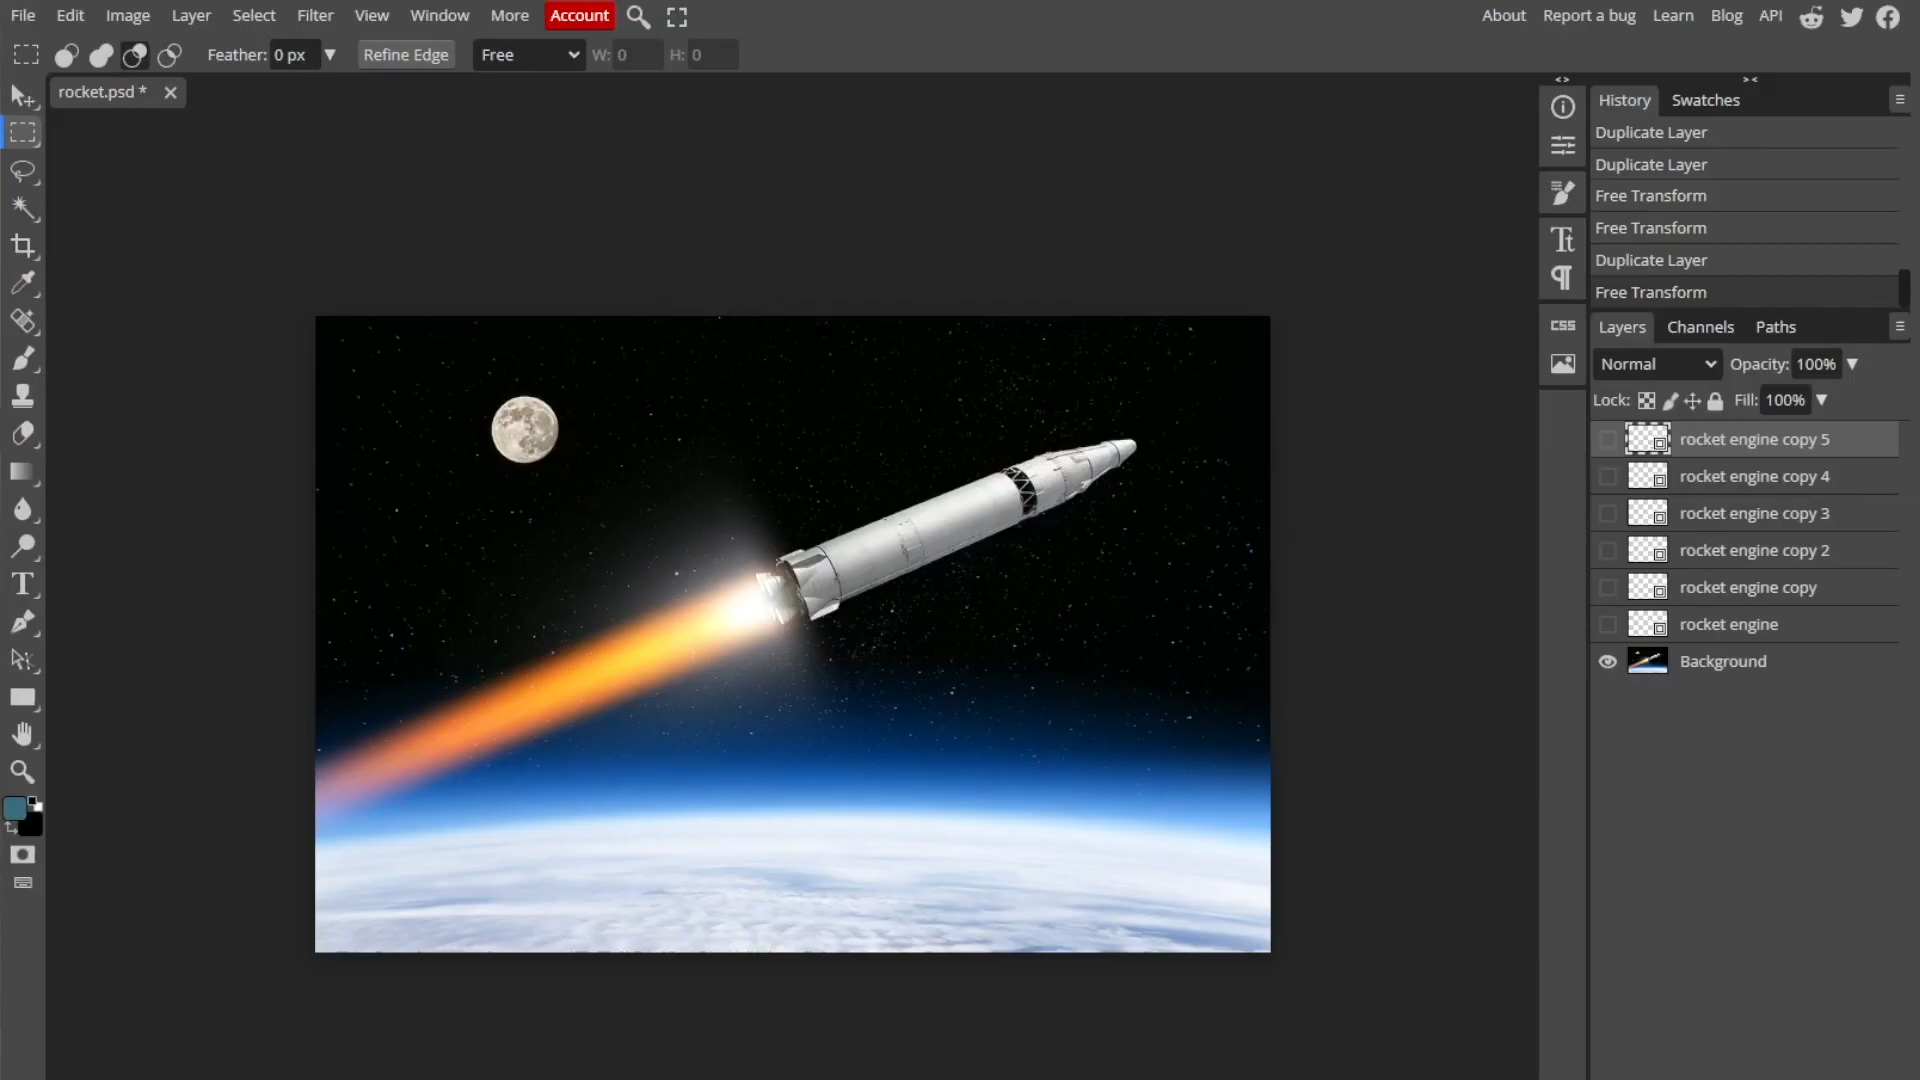 File Edit Image Layer Select Filter View Window More Account About Report a bug Learn Blog API
Feather: 0 px Refine Edge Free W: 0 H: 0
rocket.psd *
History Swatches
Duplicate Layer
Duplicate Layer
Free Transform
Free Transform
Duplicate Layer
Free Transform
Layers Channels Paths
Normal Opacity: 100%
Lock: Fill: 100%
rocket engine copy 5
rocket engine copy 4
rocket engine copy 3
rocket engine copy 2
rocket engine copy
rocket engine
Background
CSS